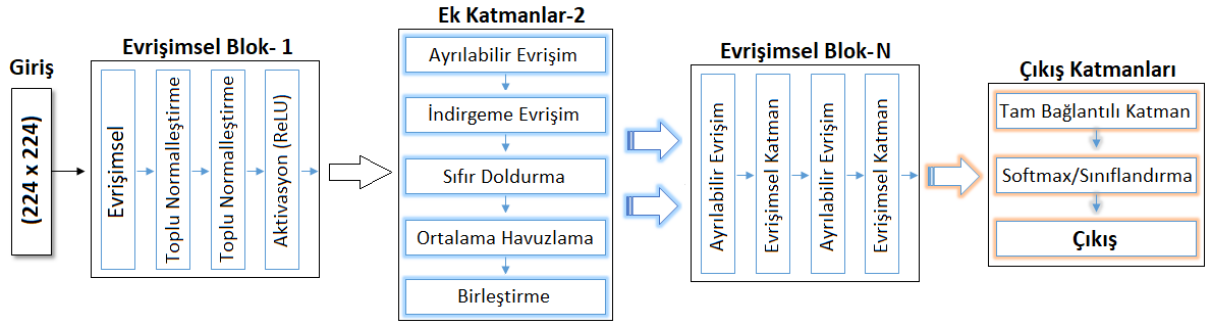 Giriş
(224 x 224)
Evrişimsel Blok- 1
Evrişimsel
Toplu Normalleştirme
Toplu Normalleştirme
Aktivasyon (ReLU)
Ek Katmanlar-2
Ayrılabilir Evrişim
İndirgeme Evrişim
Sıfır Doldurma
Ortalama Havuzlama
Birleştirme
Evrişimsel Blok-N
Ayrılabilir Evrişim
Evrişimsel Katman
Ayrılabilir Evrişim
Evrişimsel Katman
Çıkış Katmanları
Tam Bağlantılı Katman
Softmax/Sınıflandırma
Çıkış